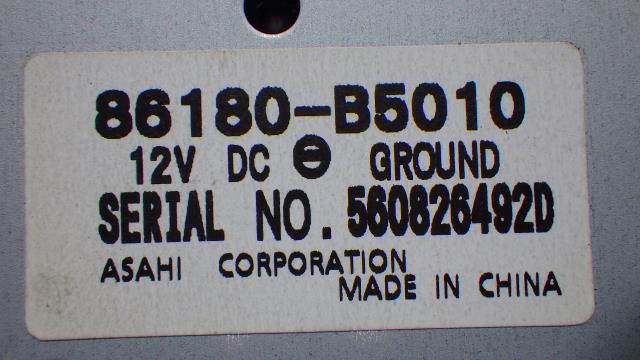 86180-B5010
12V DC ⊖ GROUND
SERIAL NO. 560826492D
ASAHI CORPORATION
MADE IN CHINA